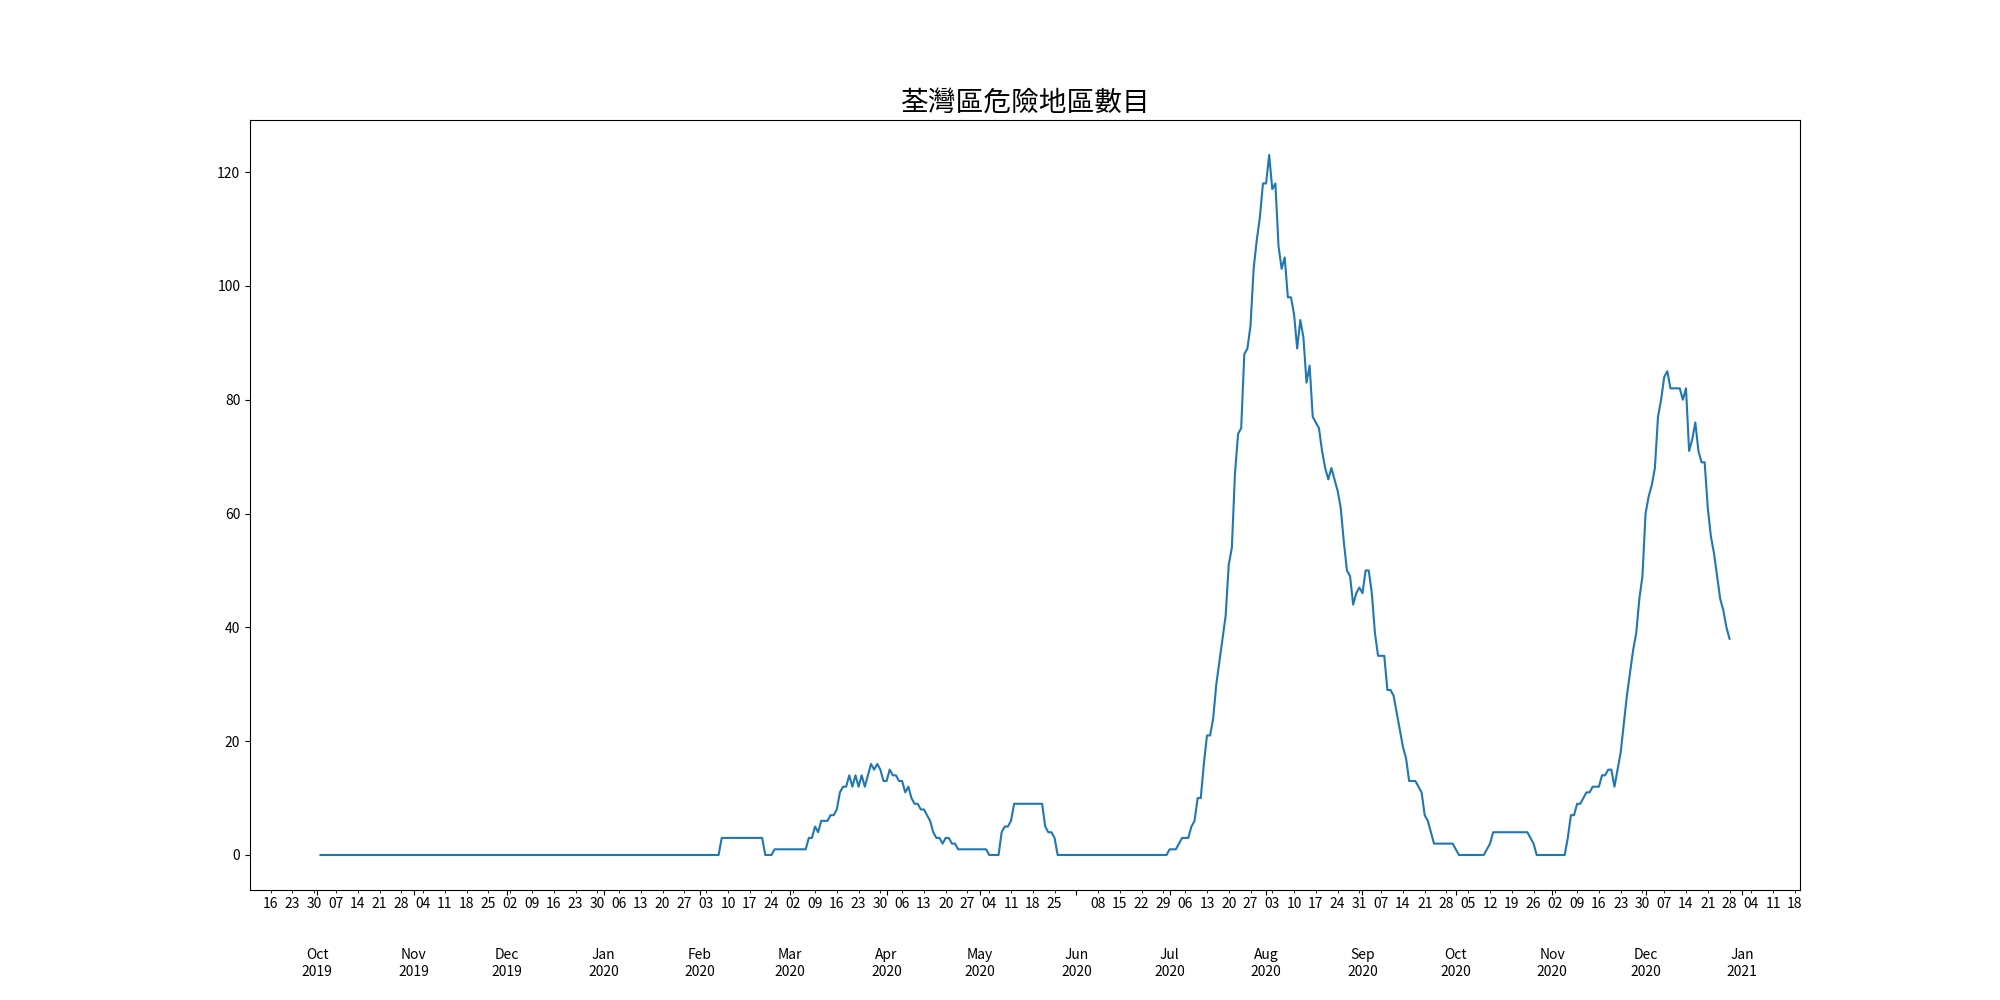 荃灣區危險地區數目
120
100
80
60
40
20
0
16 23 30 07 14 21 28 04 11 18 25 02 09 16 23 30 06 13 20 27 03 10 17 24 02 09 16 23 30 06 13 20 27 04 11 18 25 08 15 22 29 06 13 20 27 03 10 17 24 31 07 14 21 28 05 12 19 26 02 09 16 23 30 07 14 21 28 04 11 18
Oct Nov Dec Jan Feb Mar Apr May Jun Jul Aug Sep Oct Nov Dec Jan
2019 2019 2019 2020 2020 2020 2020 2020 2020 2020 2020 2020 2020 2020 2020 2021